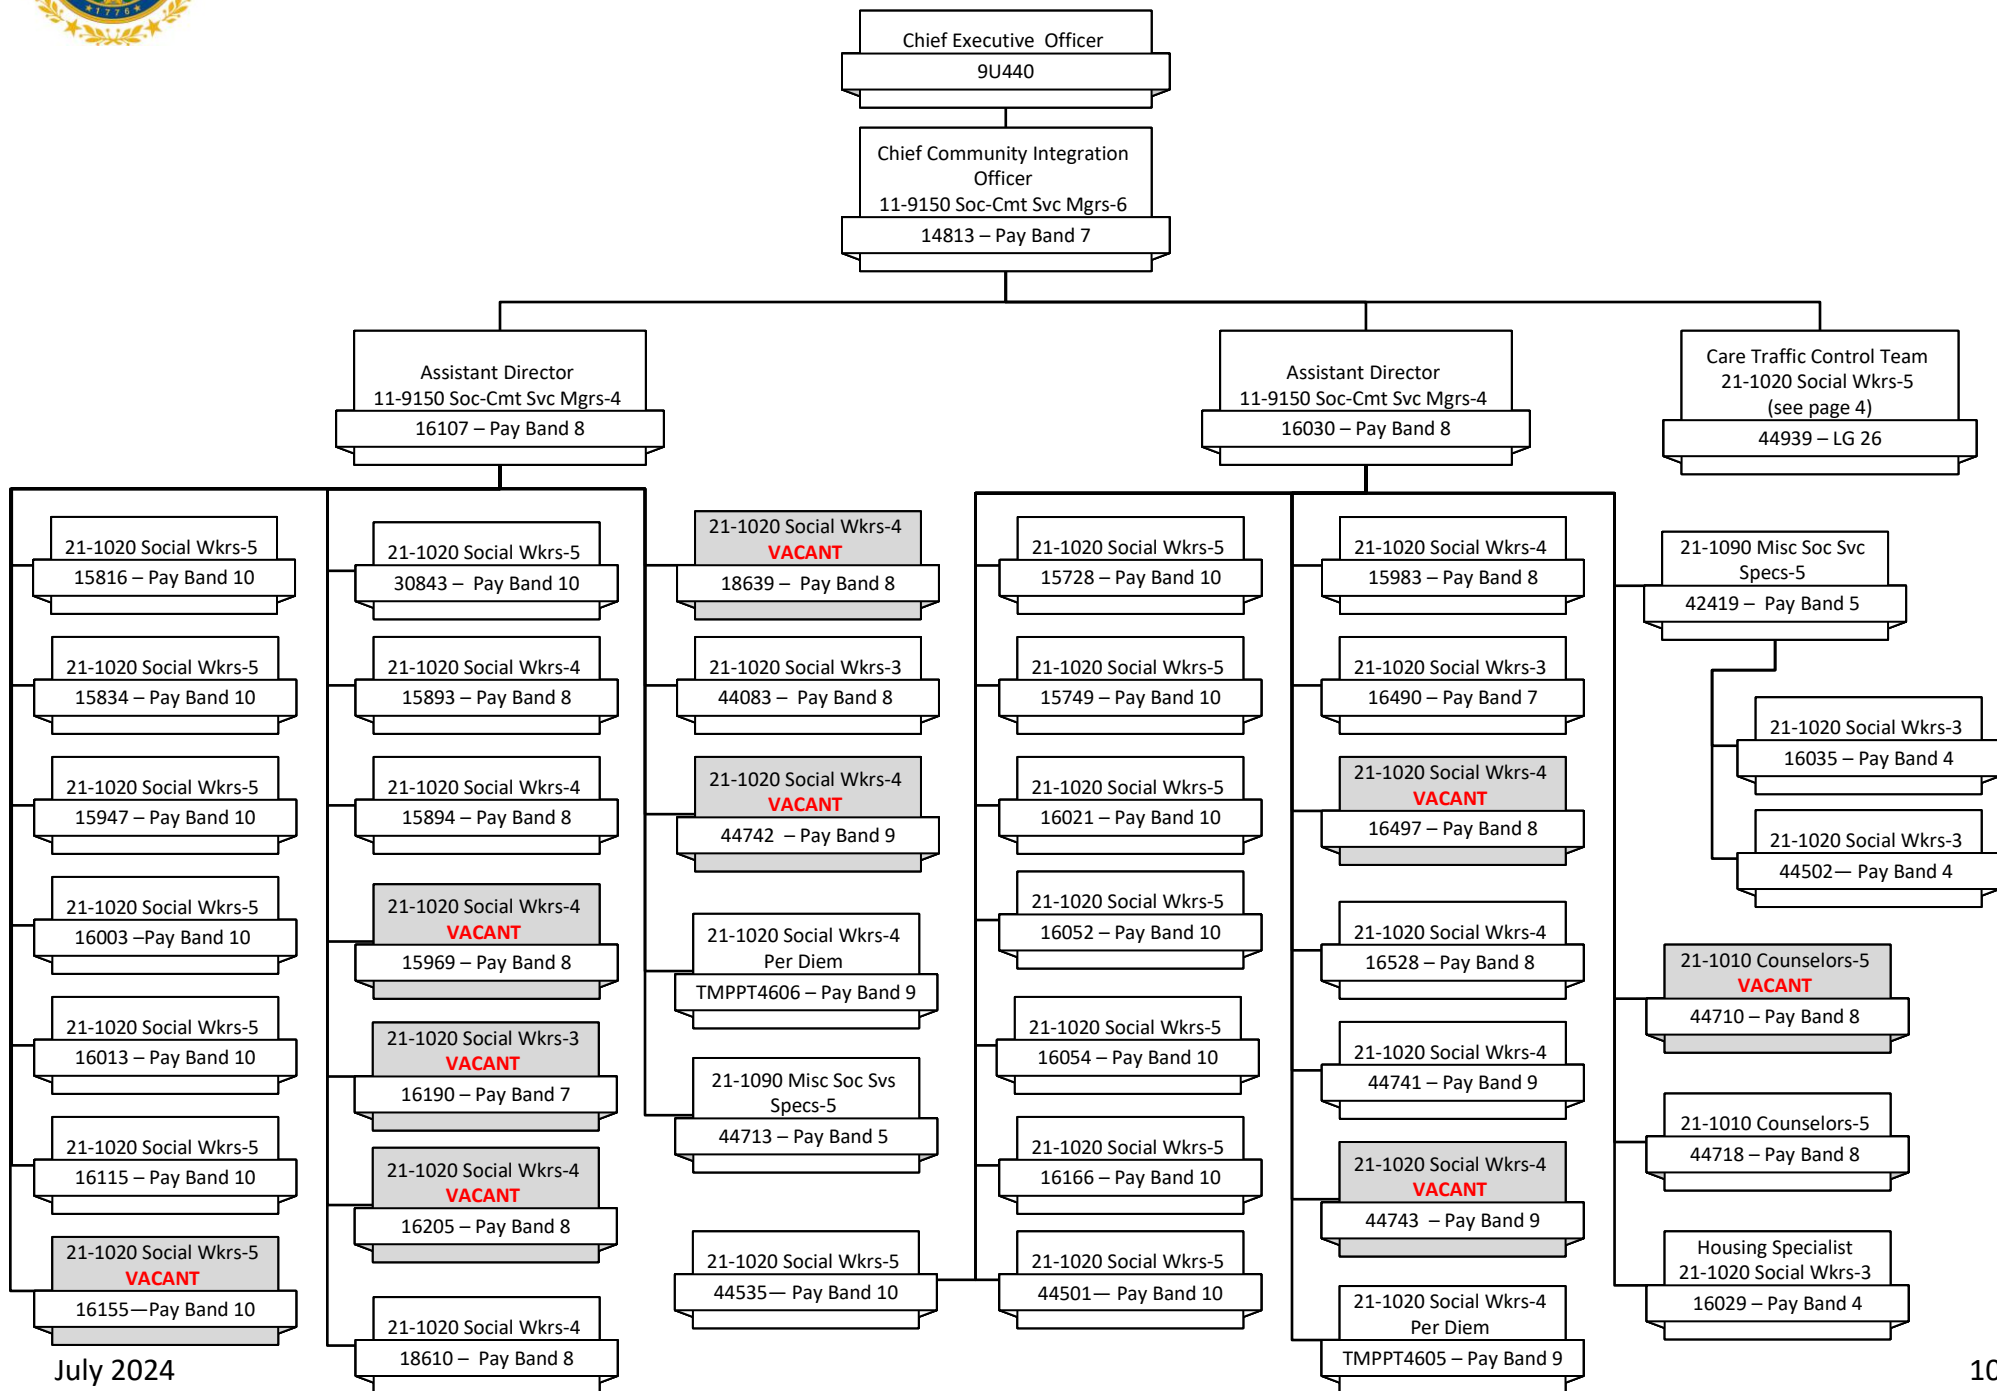 ★1776★
Chief Executive Officer
9U440
Chief Community Integration
Officer
11-9150 Soc-Cmt Svc Mgrs-6
14813 – Pay Band 7
Assistant Director
11-9150 Soc-Cmt Svc Mgrs-4
16107 – Pay Band 8
Assistant Director
11-9150 Soc-Cmt Svc Mgrs-4
16030 – Pay Band 8
Care Traffic Control Team
21-1020 Social Wkrs-5
(see page 4)
44939 – LG 26
21-1020 Social Wkrs-5
15816 – Pay Band 10
21-1020 Social Wkrs-5
15834 – Pay Band 10
21-1020 Social Wkrs-5
15947 – Pay Band 10
21-1020 Social Wkrs-5
16003 –Pay Band 10
21-1020 Social Wkrs-5
16013 – Pay Band 10
21-1020 Social Wkrs-5
16115 – Pay Band 10
21-1020 Social Wkrs-5
VACANT
16155—Pay Band 10
21-1020 Social Wkrs-5
30843 – Pay Band 10
21-1020 Social Wkrs-4
15893 – Pay Band 8
21-1020 Social Wkrs-4
15894 – Pay Band 8
21-1020 Social Wkrs-4
VACANT
15969 – Pay Band 8
21-1020 Social Wkrs-3
VACANT
16190 – Pay Band 7
21-1020 Social Wkrs-4
VACANT
16205 – Pay Band 8
21-1020 Social Wkrs-4
18610 – Pay Band 8
21-1020 Social Wkrs-4
VACANT
18639 – Pay Band 8
21-1020 Social Wkrs-3
44083 – Pay Band 8
21-1020 Social Wkrs-4
VACANT
44742 – Pay Band 9
21-1020 Social Wkrs-4
Per Diem
TMPPT4606 – Pay Band 9
21-1090 Misc Soc Svs
Specs-5
44713 – Pay Band 5
21-1020 Social Wkrs-5
44535— Pay Band 10
21-1020 Social Wkrs-5
15728 – Pay Band 10
21-1020 Social Wkrs-5
15749 – Pay Band 10
21-1020 Social Wkrs-5
16021 – Pay Band 10
21-1020 Social Wkrs-5
16052 – Pay Band 10
21-1020 Social Wkrs-5
16054 – Pay Band 10
21-1020 Social Wkrs-5
16166 – Pay Band 10
21-1020 Social Wkrs-5
44501— Pay Band 10
21-1020 Social Wkrs-4
15983 – Pay Band 8
21-1020 Social Wkrs-3
16490 – Pay Band 7
21-1020 Social Wkrs-4
VACANT
16497 – Pay Band 8
21-1020 Social Wkrs-4
16528 – Pay Band 8
21-1020 Social Wkrs-4
44741 – Pay Band 9
21-1020 Social Wkrs-4
VACANT
44743 – Pay Band 9
21-1020 Social Wkrs-4
Per Diem
TMPPT4605 – Pay Band 9
21-1090 Misc Soc Svc
Specs-5
42419 – Pay Band 5
21-1020 Social Wkrs-3
16035 – Pay Band 4
21-1020 Social Wkrs-3
44502— Pay Band 4
21-1010 Counselors-5
VACANT
44710 – Pay Band 8
21-1010 Counselors-5
44718 – Pay Band 8
Housing Specialist
21-1020 Social Wkrs-3
16029 – Pay Band 4
July 2024
10